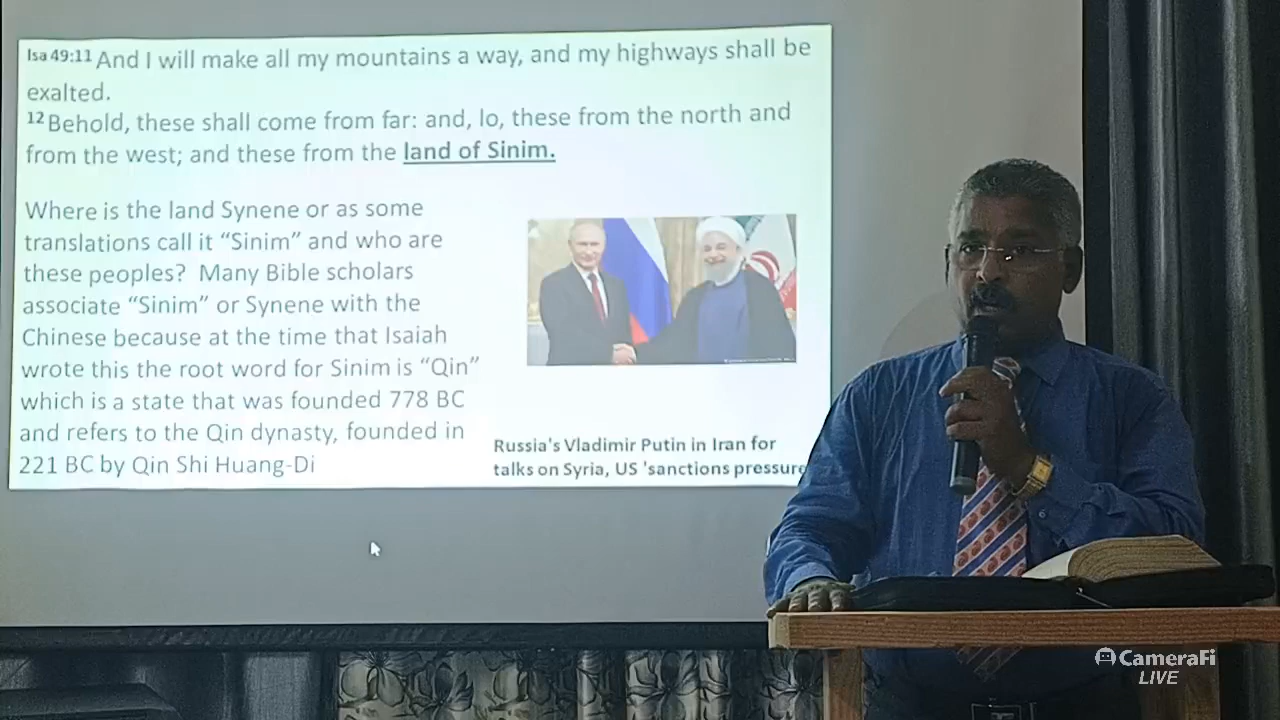 Isa 49:11 And I will make all my mountains a way, and my highways shall be
exalted.
12 Behold, these shall come from far: and, lo, these from the north and
from the west; and these from the land of Sinim.
Where is the land Synene or as some
translations call it “Sinim” and who are
these peoples? Many Bible scholars
associate “Sinim” or Synene with the
Chinese because at the time that Isaiah
wrote this the root word for Sinim is “Qin”
which is a state that was founded 778 BC
and refers to the Qin dynasty, founded in
221 BC by Qin Shi Huang-Di
Russia's Vladimir Putin in Iran for
talks on Syria, US 'sanctions pressure
CameraFi
LIVE